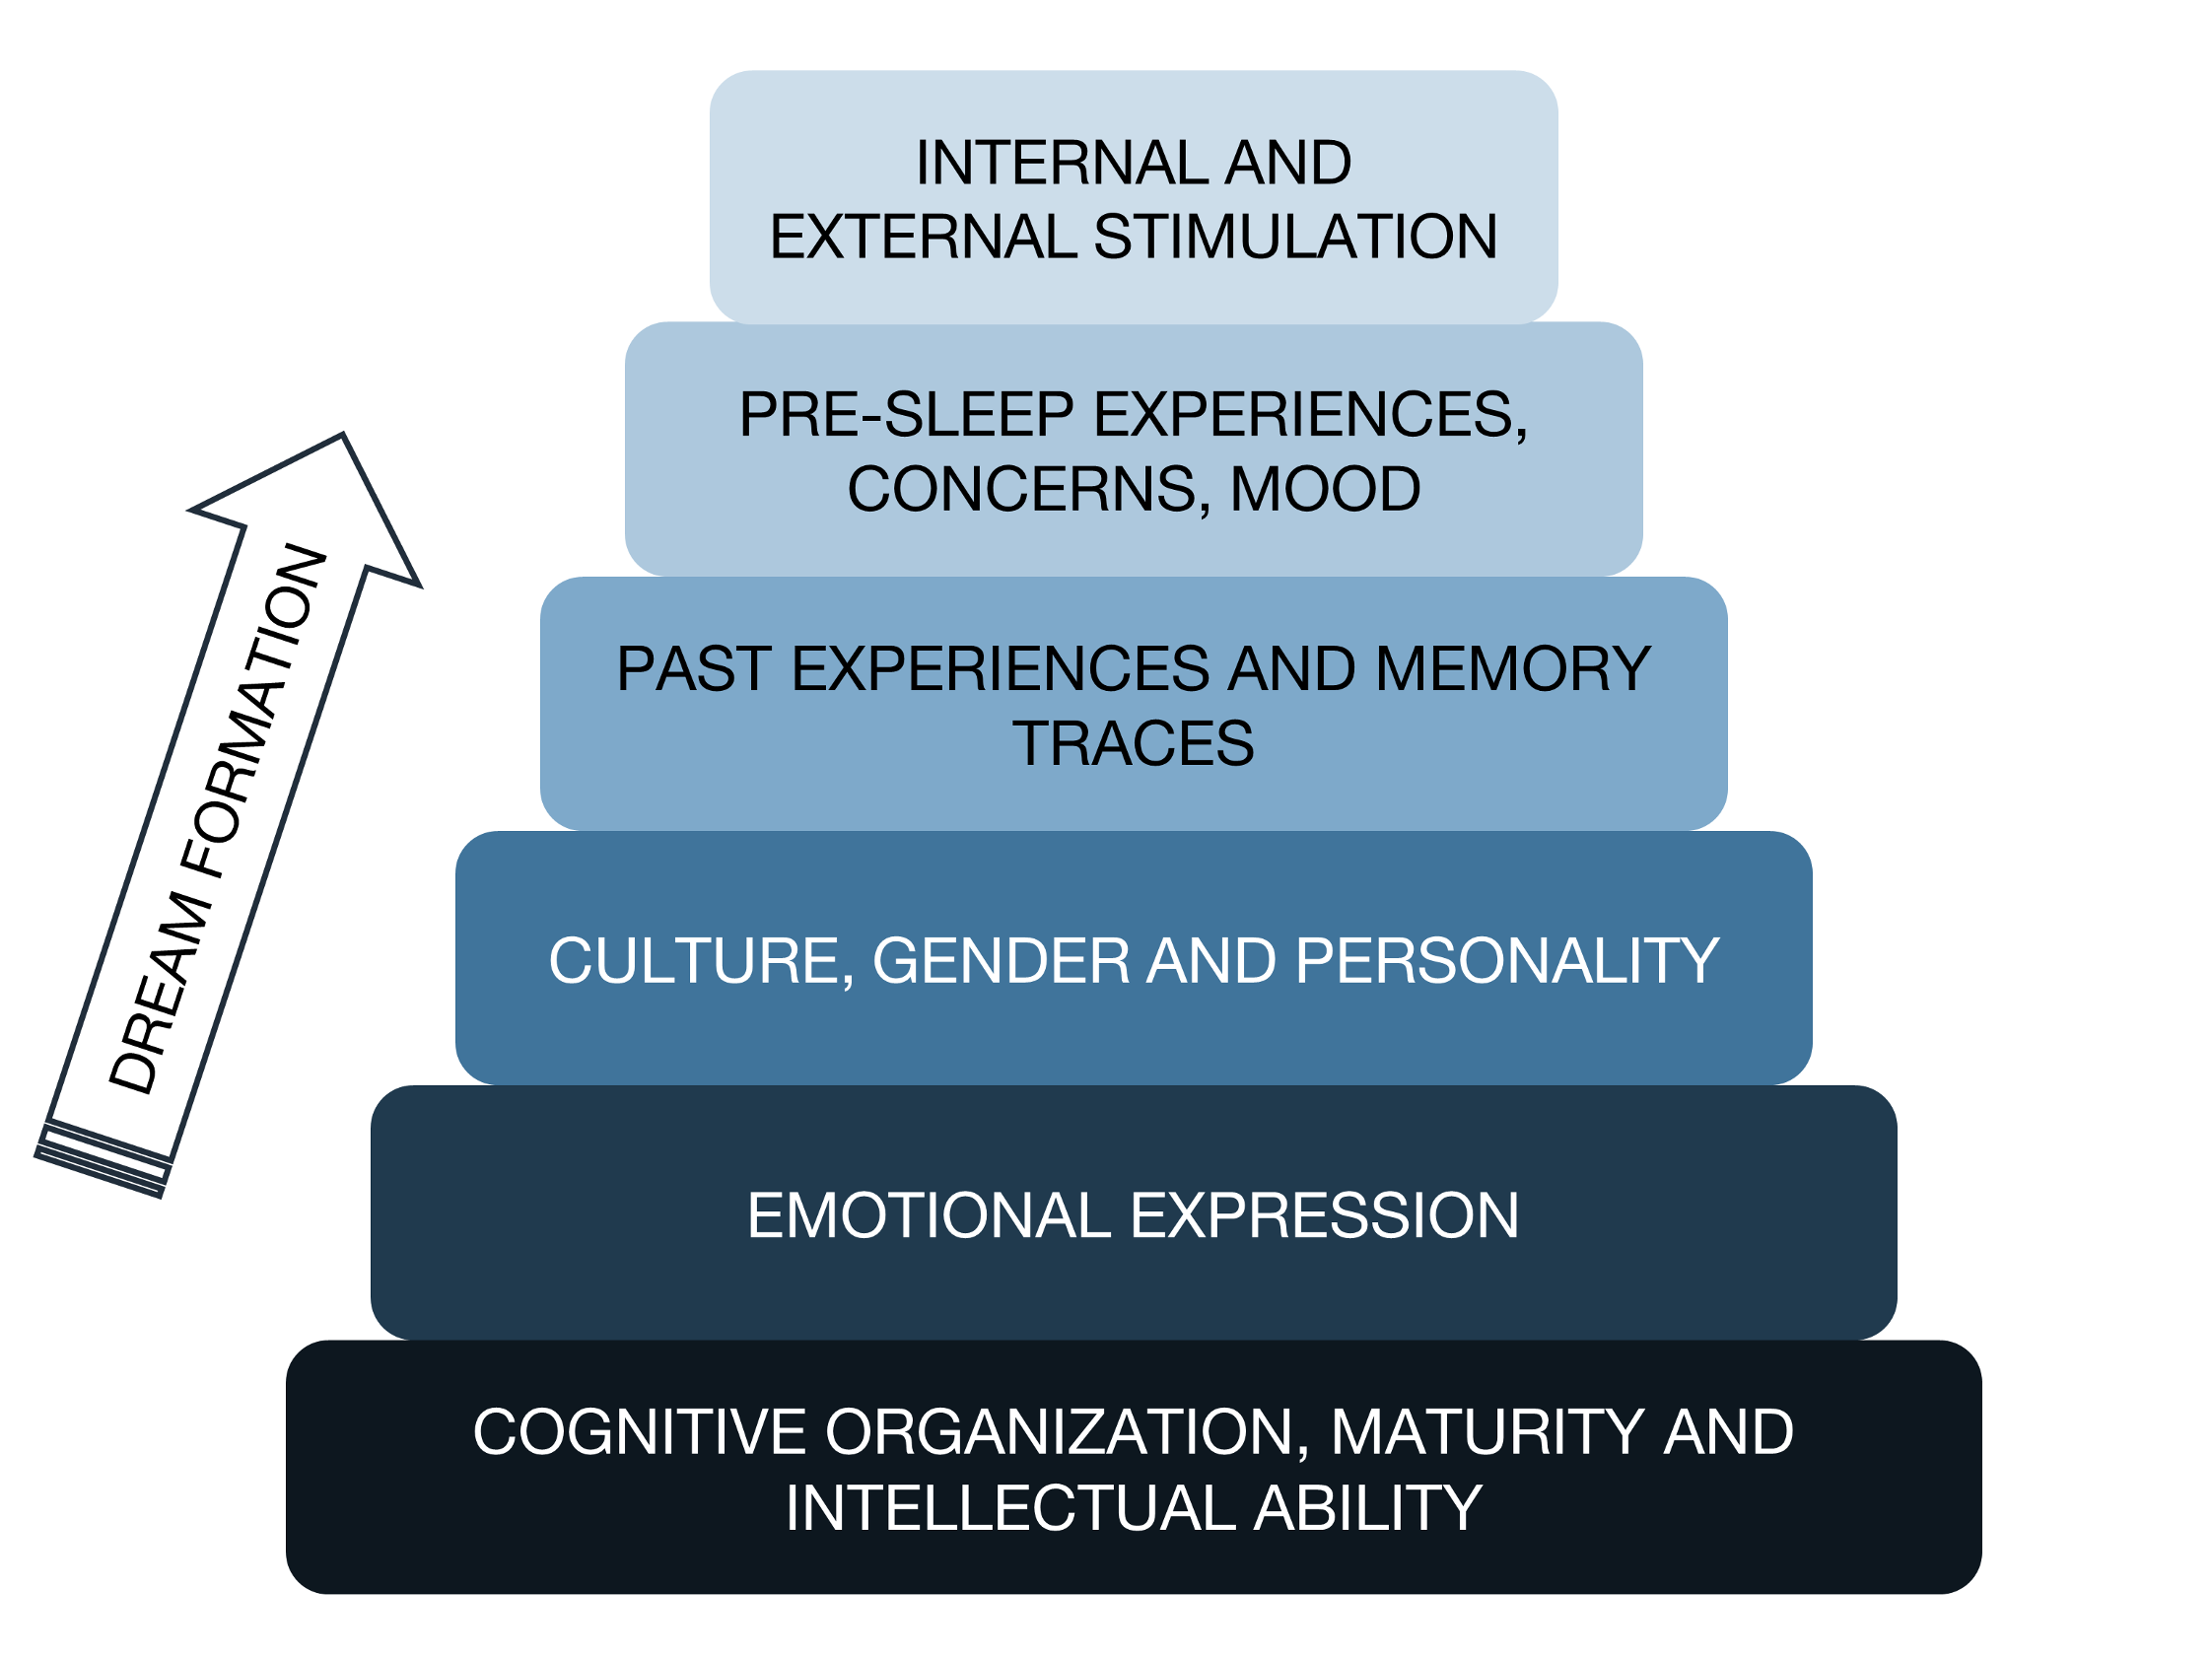 INTERNAL AND
EXTERNAL STIMULATION
PRE-SLEEP EXPERIENCES,
CONCERNS, MOOD
PAST EXPERIENCES AND MEMORY
TRACES
CULTURE, GENDER AND PERSONALITY
EMOTIONAL EXPRESSION
COGNITIVE ORGANIZATION, MATURITY AND
INTELLECTUAL ABILITY
DREAM FORMATION